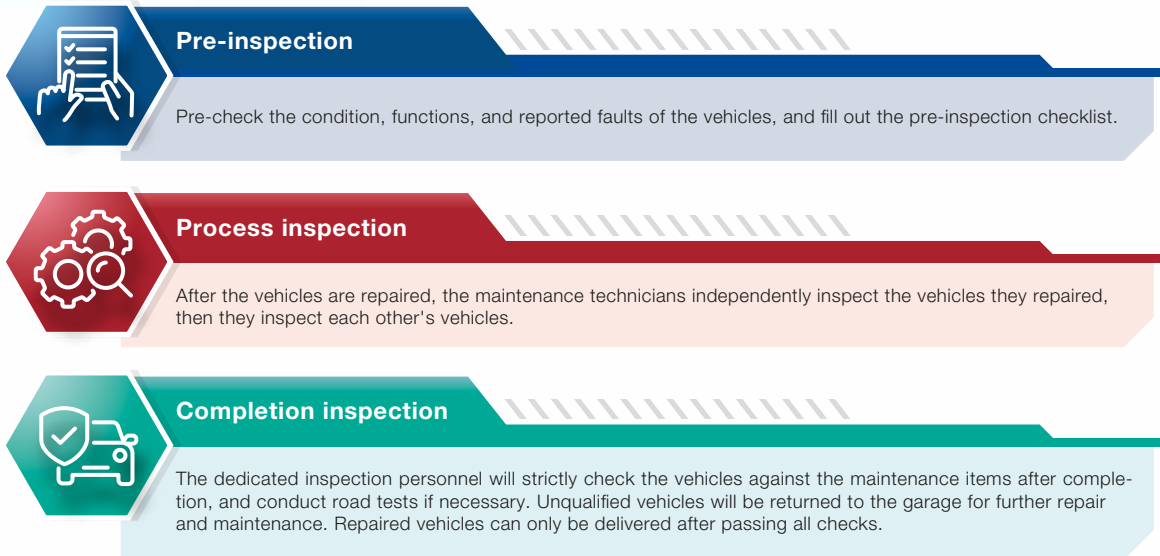 Pre-inspection
Pre-check the condition, functions, and reported faults of the vehicles, and fill out the pre-inspection checklist.
Process inspection
After the vehicles are repaired, the maintenance technicians independently inspect the vehicles they repaired,
then they inspect each other's vehicles.
Completion inspection
The dedicated inspection personnel will strictly check the vehicles against the maintenance items after comple-
tion, and conduct road tests if necessary. Unqualified vehicles will be returned to the garage for further repair
and maintenance. Repaired vehicles can only be delivered after passing all checks.